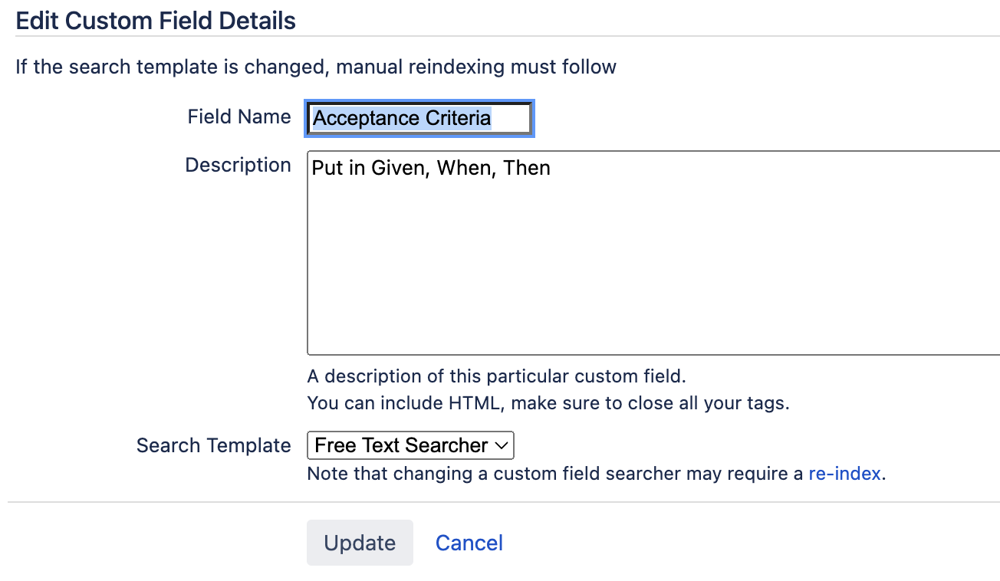 Edit Custom Field Details
If the search template is changed, manual reindexing must follow
Field Name Acceptance Criteria
Description Put in Given, When, Then
A description of this particular custom field.
You can include HTML, make sure to close all your tags.
Search Template Free Text Searcher
Note that changing a custom field searcher may require a re-index.
Update Cancel